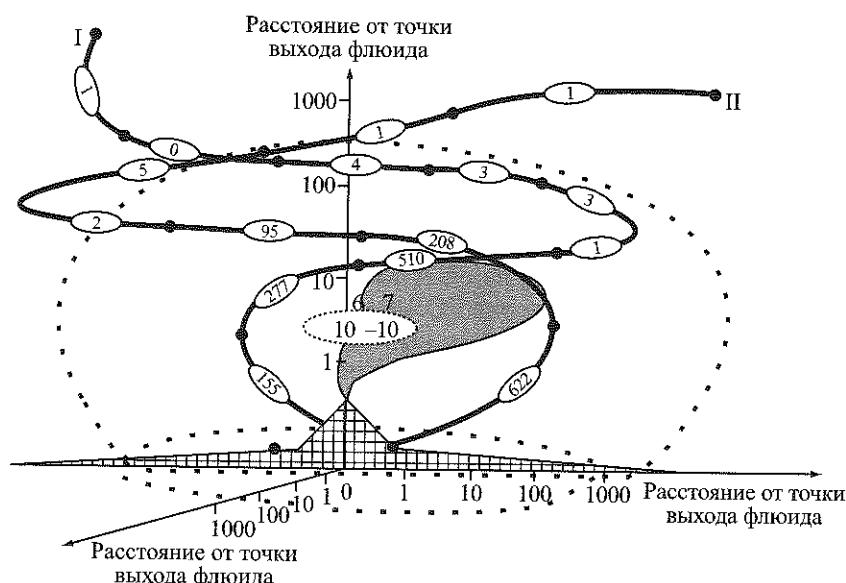 Расстояние от точки
выхода флюида
I
1000
1
II
1
1
0
5
4
3
100
3
2
95
208
1
510
10
277
6 7
10 –10
1
155
622
1 0 1 10 100 1000
1000 100 10
Расстояние от точки
выхода флюида
Расстояние от точки
выхода флюида